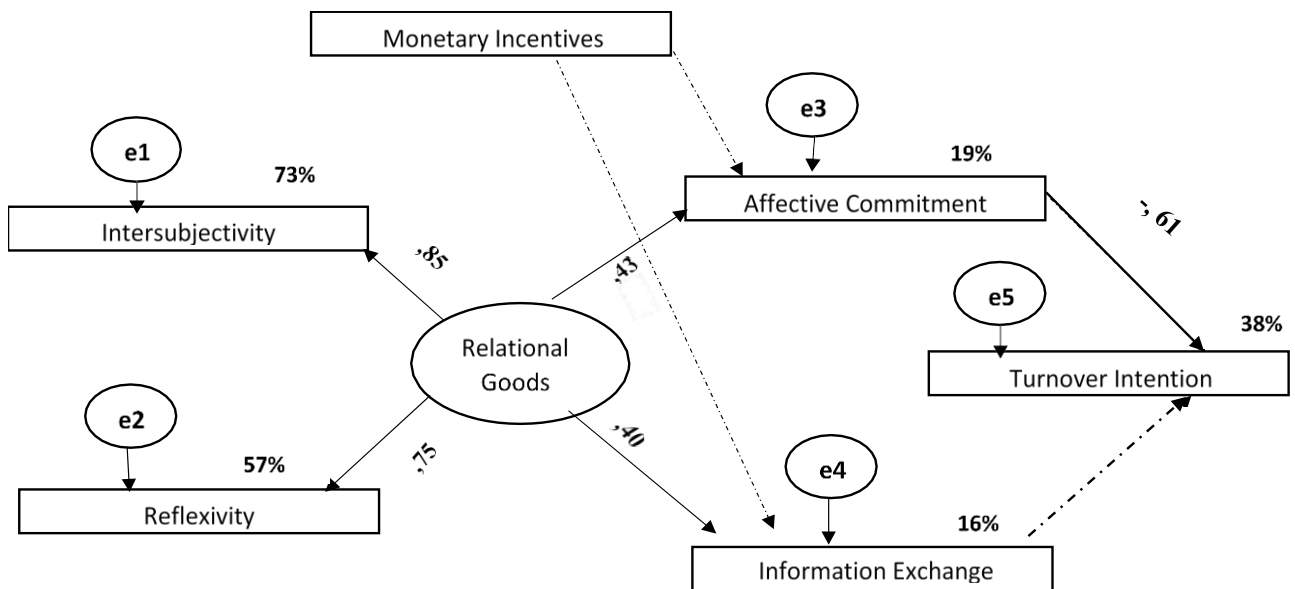 Monetary Incentives
e3
e1
19%
73%
Affective Commitment
-, 61
Intersubjectivity
,85
,43
e5
38%
Relational
Goods
Turnover Intention
e2
,40
,75
57%
e4
Reflexivity
16%
Information Exchange